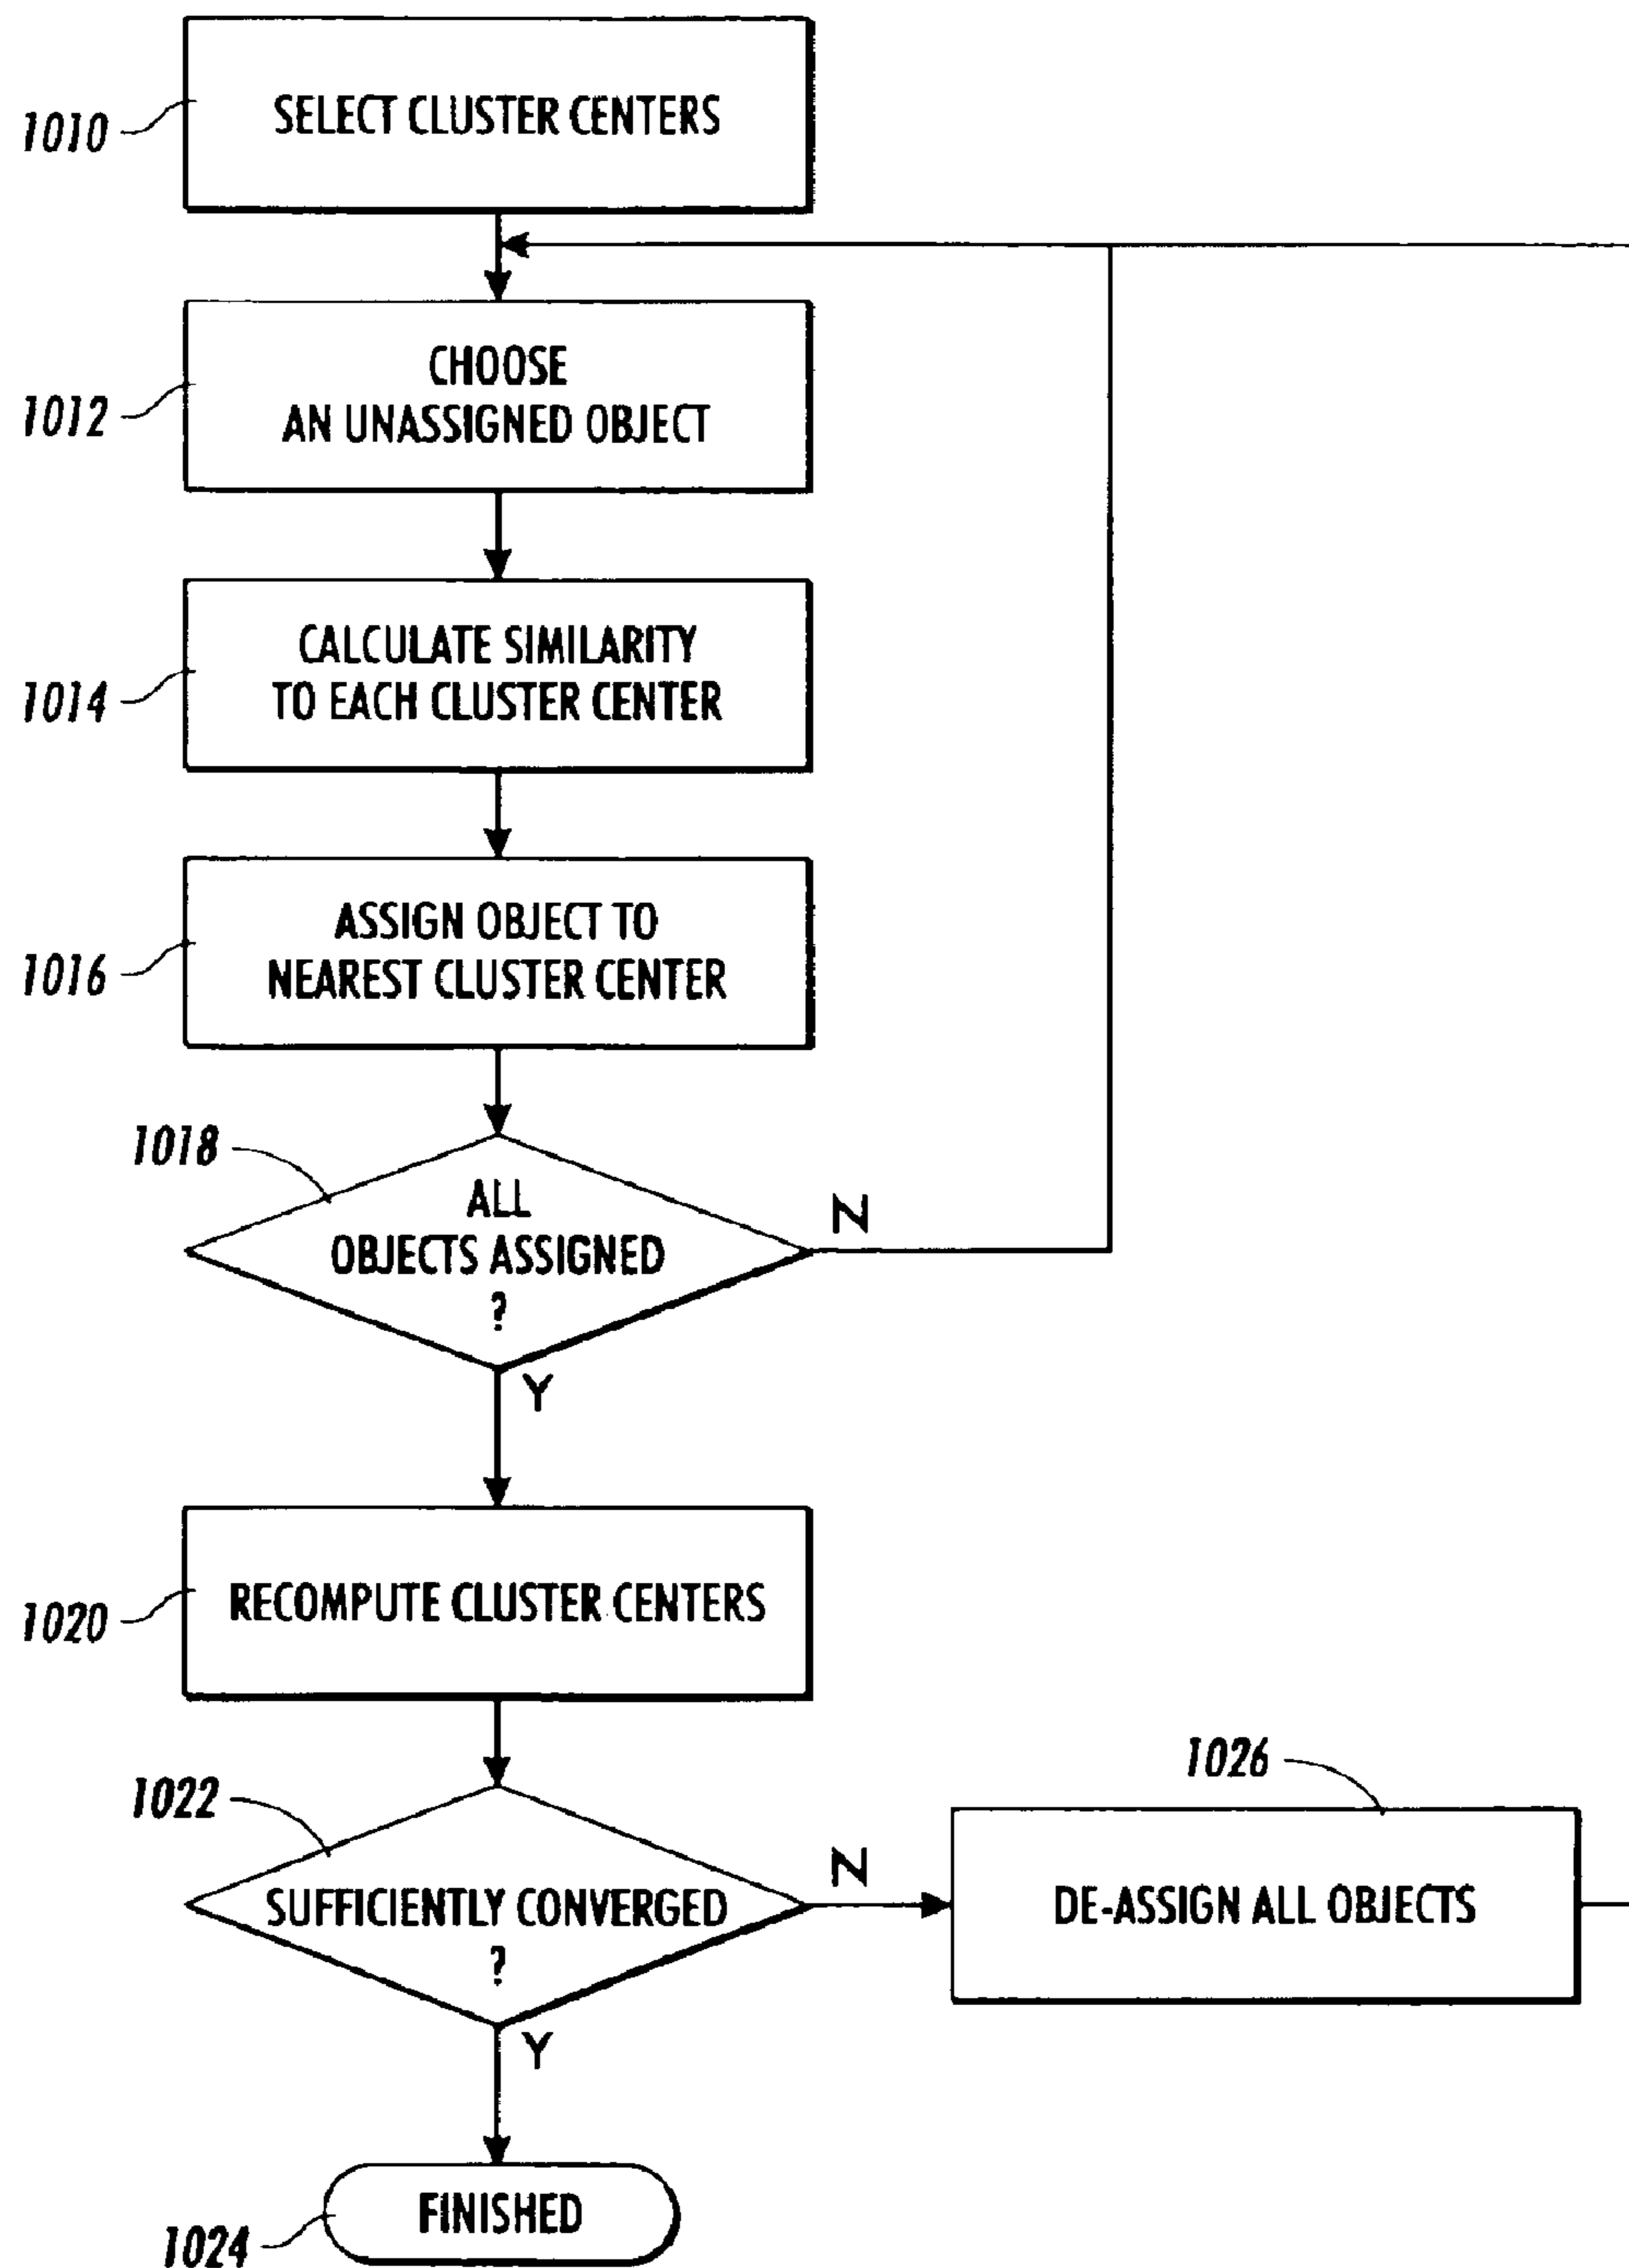 1010
SELECT CLUSTER CENTERS
1012
CHOOSE
AN UNASSIGNED OBJECT
1014
CALCULATE SIMILARITY
TO EACH CLUSTER CENTER
1016
ASSIGN OBJECT TO
NEAREST CLUSTER CENTER
1018
ALL
OBJECTS ASSIGNED
?
N
Y
1020
RECOMPUTE CLUSTER CENTERS
1022
SUFFICIENTLY CONVERGED
?
N
Y
1026
DE-ASSIGN ALL OBJECTS
1024
FINISHED